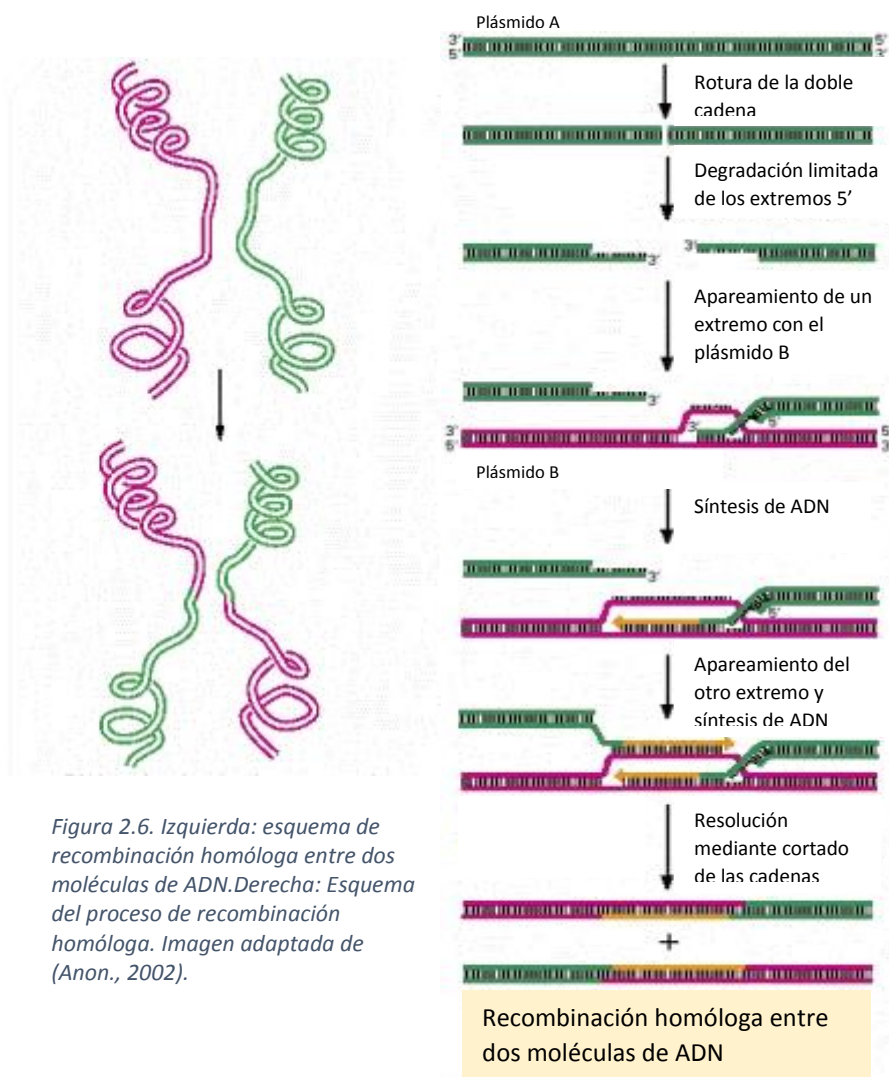 Plásmido A
3' 5'
5' 3'
Rotura de la doble
cadena
Degradación limitada
de los extremos 5’
3' 3'
Apareamiento de un
extremo con el
plásmido B
3'
3' 3' 5' 5'
5' 3'
Plásmido B
Síntesis de ADN
3'
5'
Apareamiento del
otro extremo y
síntesis de ADN
Resolución
mediante cortado
de las cadenas
+
Recombinación homóloga entre
dos moléculas de ADN
Figura 2.6. Izquierda: esquema de
recombinación homóloga entre dos
moléculas de ADN.Derecha: Esquema
del proceso de recombinación
homóloga. Imagen adaptada de
(Anon., 2002).